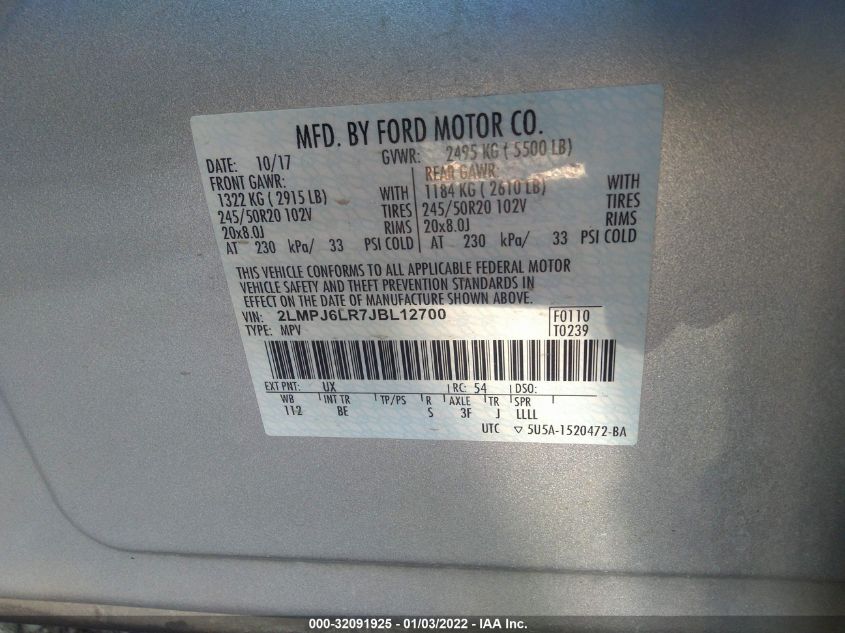 MFD. BY FORD MOTOR CO.
DATE: 10/17 GVWR: 2495 KG ( 5500 LB)
FRONT GAWR: REAR GAWR:
1322 KG ( 2915 LB) WITH 1184 KG ( 2610 LB) WITH
245/50R20 102V TIRES 245/50R20 102V TIRES
20x8.0J RIMS 20x8.0J RIMS
AT 230 kPa/ 33 PSI COLD AT 230 kPa/ 33 PSI COLD
THIS VEHICLE CONFORMS TO ALL APPLICABLE FEDERAL MOTOR
VEHICLE SAFETY AND THEFT PREVENTION STANDARDS IN
EFFECT ON THE DATE OF MANUFACTURE SHOWN ABOVE.
VIN: 2LMPJ6LR7JBL12700 F0110
TYPE: MPV T0239
EXT PNT: UX RC: 54 DSO:
WB INT TR TP/PS R AXLE TR SPR
112 BE S 3F J LLLL
UTC ▽ 5U5A-1520472-BA
000-32091925 - 01/03/2022 - IAA Inc.